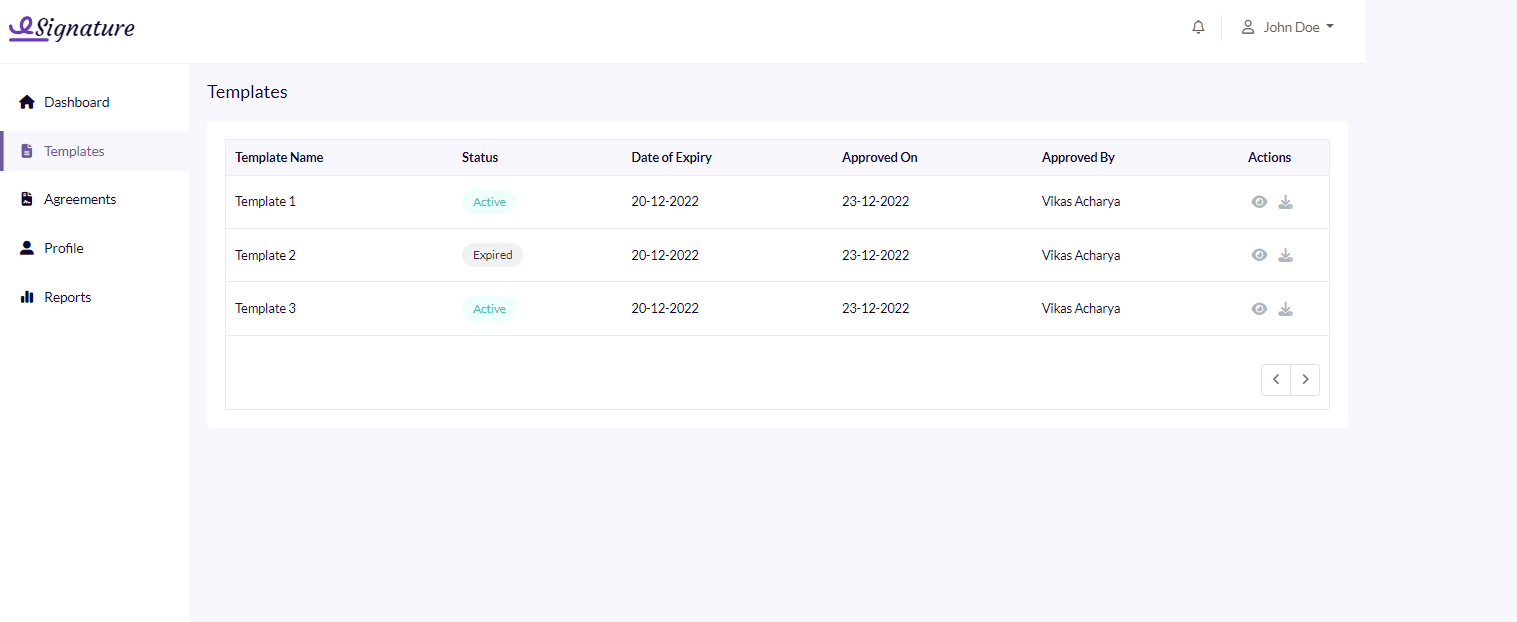 eSignature
John Doe
Dashboard
Templates
Agreements
Profile
Reports
Templates
Template Name Status Date of Expiry Approved On Approved By Actions
Template 1 Active 20-12-2022 23-12-2022 Vikas Acharya
Template 2 Expired 20-12-2022 23-12-2022 Vikas Acharya
Template 3 Active 20-12-2022 23-12-2022 Vikas Acharya